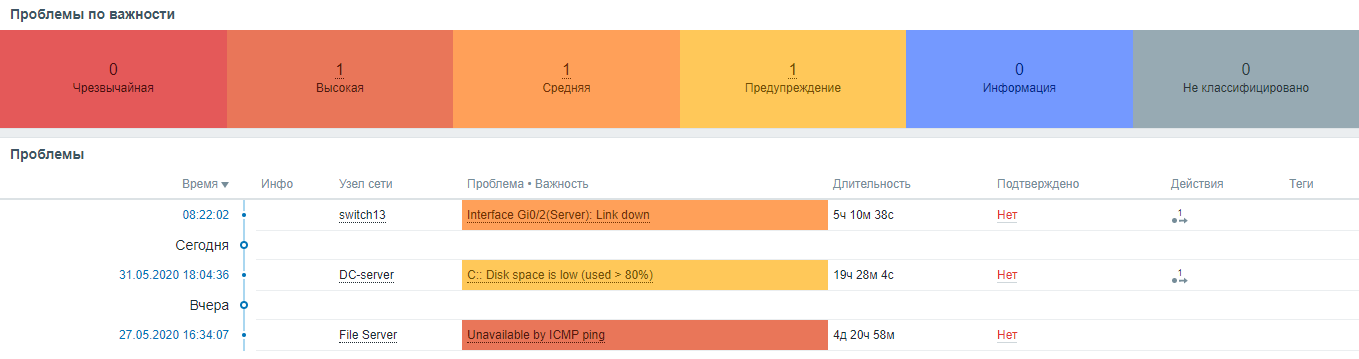 Проблемы по важности
0 1 1 1 0 0
Чрезвычайная Высокая Средняя Предупреждение Информация Не классифицировано
Проблемы
Время Инфо Узел сети Проблема • Важность Длительность Подтверждено Действия Теги
08:22:02 switch13 Interface Gi0/2(Server): Link down 5ч 10м 38с Нет 1
Сегодня
31.05.2020 18:04:36 DC-server C:: Disk space is low (used > 80%) 19ч 28м 4с Нет 1
Вчера
27.05.2020 16:34:07 File Server Unavailable by ICMP ping 4д 20ч 58м Нет